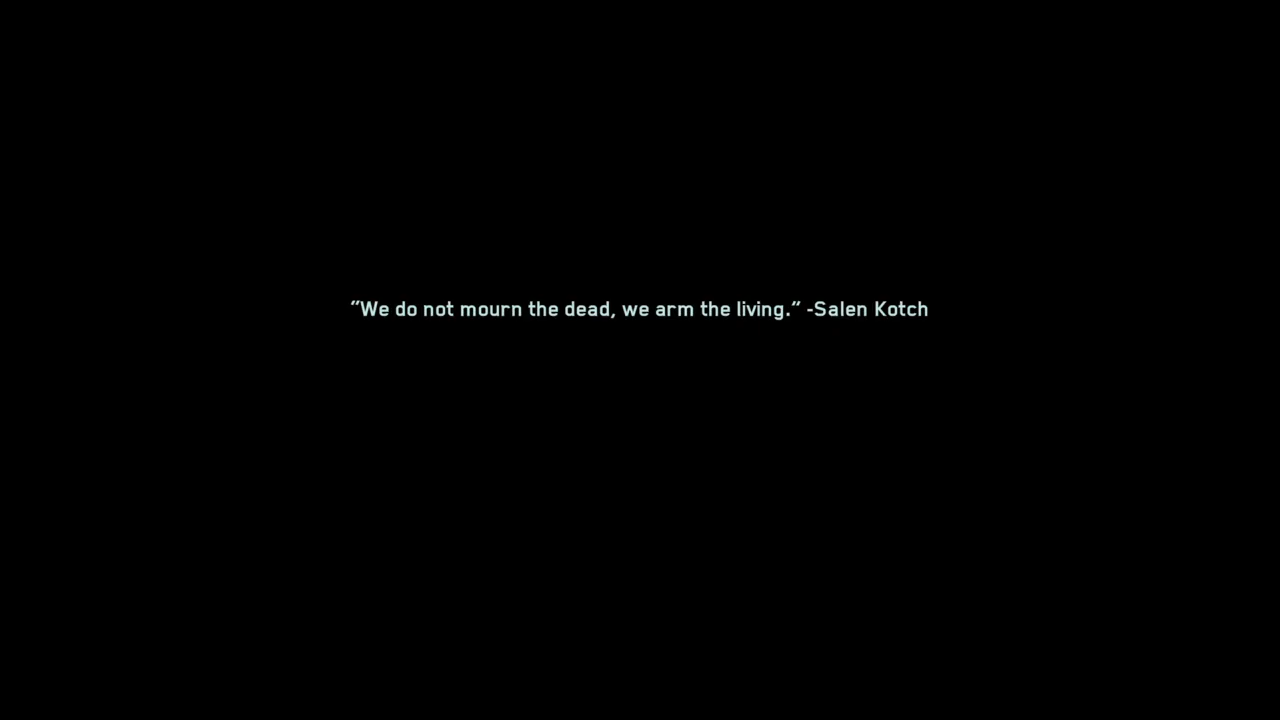 “We do not mourn the dead, we arm the living.” -Salen Kotch